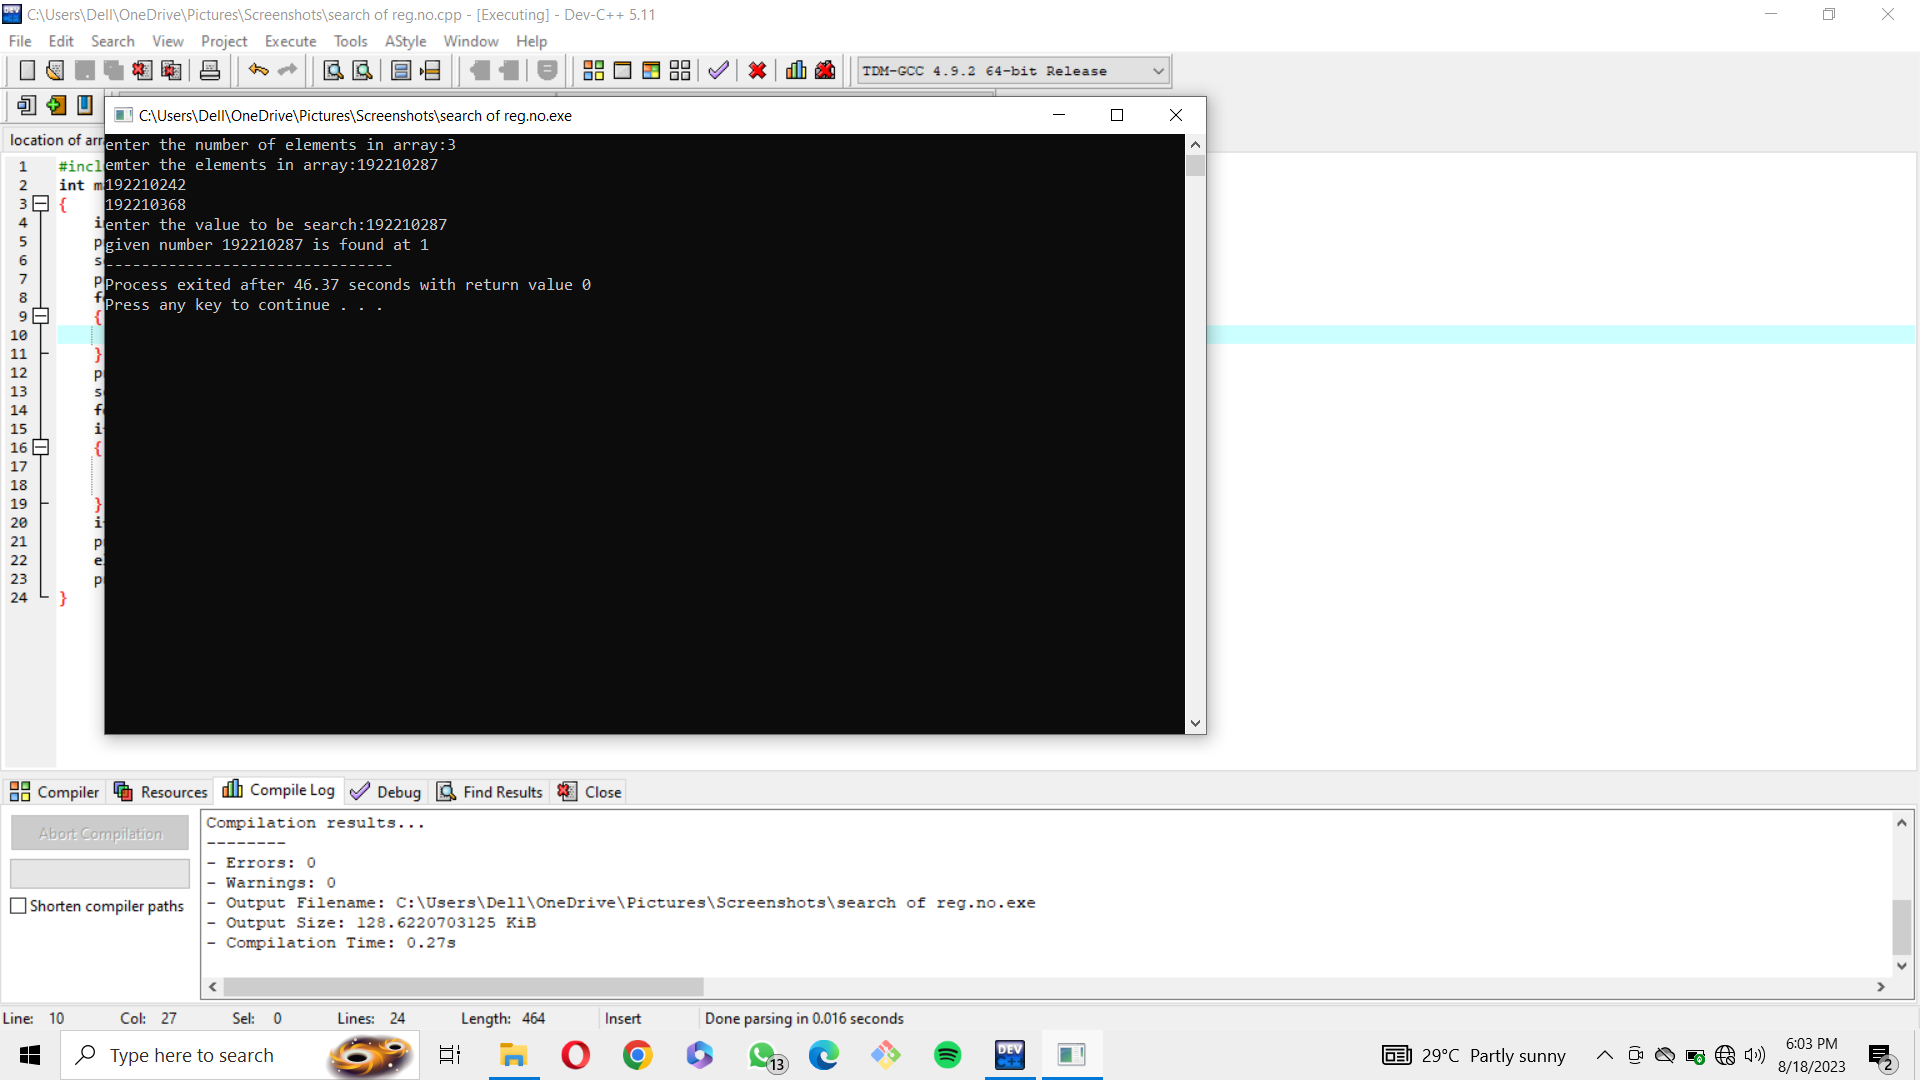 C:\Users\Dell\OneDrive\Pictures\Screenshots\search of reg.no.cpp - [Executing] - Dev-C++ 5.11
File Edit Search View Project Execute Tools AStyle Window Help
TDM-GCC 4.9.2 64-bit Release
C:\Users\Dell\OneDrive\Pictures\Screenshots\search of reg.no.exe
location of arr
enter the number of elements in array:3
emter the elements in array:192210287
192210242
192210368
enter the value to be search:192210287
given number 192210287 is found at 1
--------------------------------
Process exited after 46.37 seconds with return value 0
Press any key to continue . . .
1 #incl
2 int m
3 {
4 i
5 p
6 s
7 p
8 f
9 {
10
11 }
12 p
13 s
14 f
15 i
16 {
17
18
19 }
20 i
21 p
22 e
23 p
24 }
Compiler Resources Compile Log Debug Find Results Close
Abort Compilation
Shorten compiler paths
Compilation results...
--------
- Errors: 0
- Warnings: 0
- Output Filename: C:\Users\Dell\OneDrive\Pictures\Screenshots\search of reg.no.exe
- Output Size: 128.6220703125 KiB
- Compilation Time: 0.27s
Line: 10 Col: 27 Sel: 0 Lines: 24 Length: 464 Insert Done parsing in 0.016 seconds
Type here to search
13
DEV
29°C Partly sunny
6:03 PM
8/18/2023
2